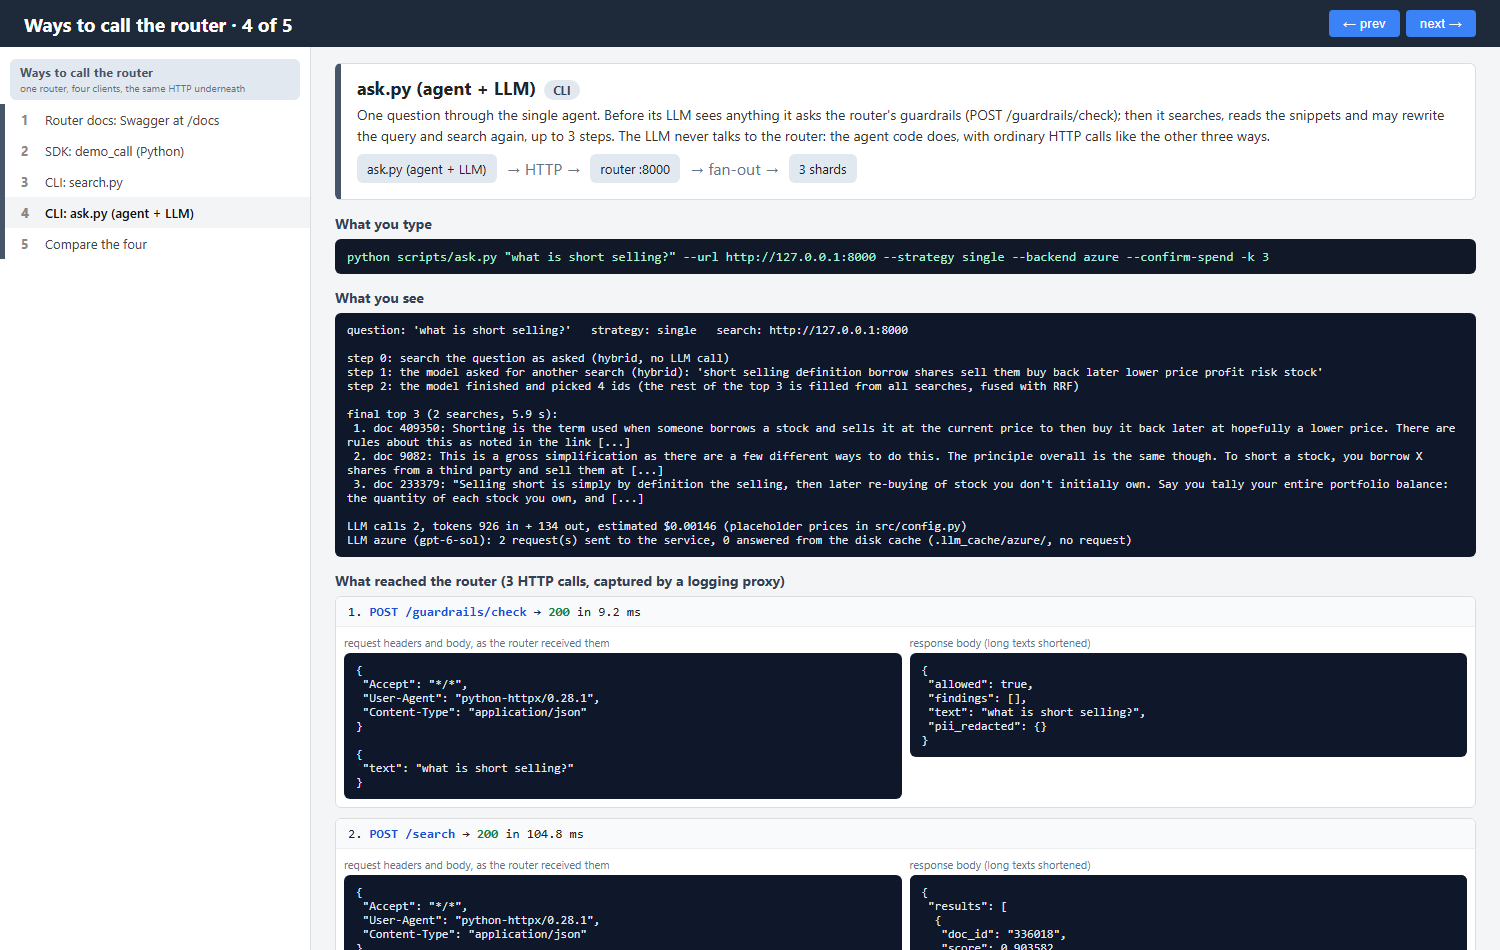 Ways to call the router · 4 of 5
← prev
next →
Ways to call the router
one router, four clients, the same HTTP underneath
1 Router docs: Swagger at /docs
2 SDK: demo_call (Python)
3 CLI: search.py
4 CLI: ask.py (agent + LLM)
5 Compare the four
ask.py (agent + LLM) CLI
One question through the single agent. Before its LLM sees anything it asks the router's guardrails (POST /guardrails/check); then it searches, reads the snippets and may rewrite
the query and search again, up to 3 steps. The LLM never talks to the router: the agent code does, with ordinary HTTP calls like the other three ways.
ask.py (agent + LLM) → HTTP → router :8000 → fan-out → 3 shards
What you type
python scripts/ask.py "what is short selling?" --url http://127.0.0.1:8000 --strategy single --backend azure --confirm-spend -k 3
What you see
question: 'what is short selling?' strategy: single search: http://127.0.0.1:8000
step 0: search the question as asked (hybrid, no LLM call)
step 1: the model asked for another search (hybrid): 'short selling definition borrow shares sell them buy back later lower price profit risk stock'
step 2: the model finished and picked 4 ids (the rest of the top 3 is filled from all searches, fused with RRF)
final top 3 (2 searches, 5.9 s):
1. doc 409350: Shorting is the term used when someone borrows a stock and sells it at the current price to then buy it back later at hopefully a lower price. There are
rules about this as noted in the link [...]
2. doc 9082: This is a gross simplification as there are a few different ways to do this. The principle overall is the same though. To short a stock, you borrow X
shares from a third party and sell them at [...]
3. doc 233379: "Selling short is simply by definition the selling, then later re-buying of stock you don't initially own. Say you tally your entire portfolio balance:
the quantity of each stock you own, and [...]
LLM calls 2, tokens 926 in + 134 out, estimated $0.00146 (placeholder prices in src/config.py)
LLM azure (gpt-6-sol): 2 request(s) sent to the service, 0 answered from the disk cache (.llm_cache/azure/, no request)
What reached the router (3 HTTP calls, captured by a logging proxy)
1. POST /guardrails/check → 200 in 9.2 ms
request headers and body, as the router received them
{
"Accept": "*/*",
"User-Agent": "python-httpx/0.28.1",
"Content-Type": "application/json"
}
{
"text": "what is short selling?"
}
response body (long texts shortened)
{
"allowed": true,
"findings": [],
"text": "what is short selling?",
"pii_redacted": {}
}
2. POST /search → 200 in 104.8 ms
request headers and body, as the router received them
{
"Accept": "*/*",
"User-Agent": "python-httpx/0.28.1",
"Content-Type": "application/json"
}
response body (long texts shortened)
{
"results": [
{
"doc_id": "336018",
"score": 0.903582,